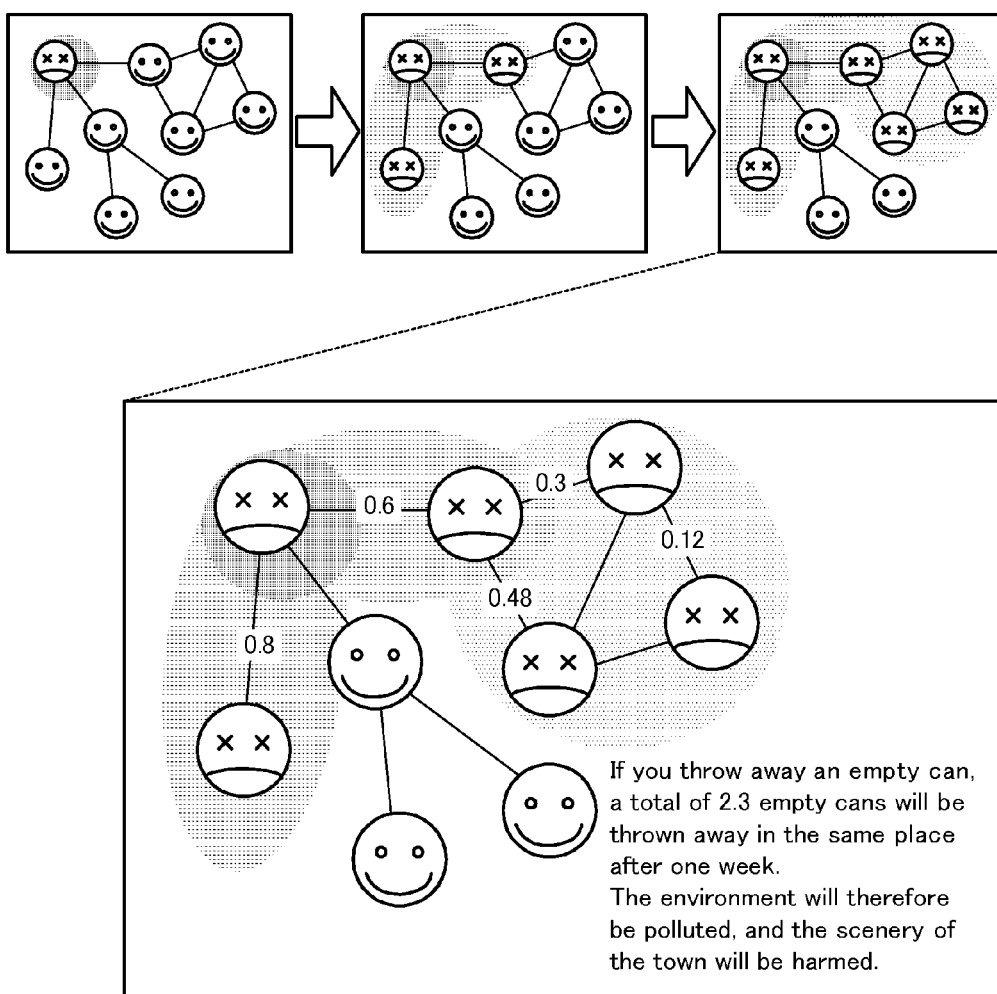 0.3
0.6
0.12
0.48
0.8
If you throw away an empty can,
a total of 2.3 empty cans will be
thrown away in the same place
after one week.
The environment will therefore
be polluted, and the scenery of
the town will be harmed.